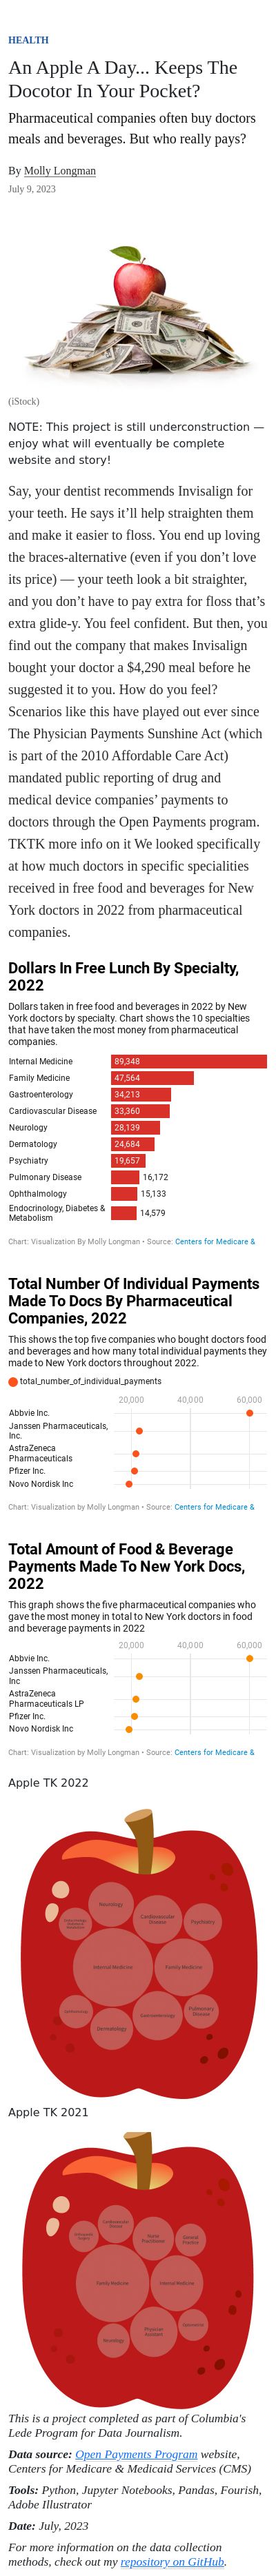 HEALTH
An Apple A Day... Keeps The
Docotor In Your Pocket?
Pharmaceutical companies often buy doctors
meals and beverages. But who really pays?
By Molly Longman
July 9, 2023
(iStock)
NOTE: This project is still underconstruction —
enjoy what will eventually be complete
website and story!
Say, your dentist recommends Invisalign for
your teeth. He says it’ll help straighten them
and make it easier to floss. You end up loving
the braces-alternative (even if you don’t love
its price) — your teeth look a bit straighter,
and you don’t have to pay extra for floss that’s
extra glide-y. You feel confident. But then, you
find out the company that makes Invisalign
bought your doctor a $4,290 meal before he
suggested it to you. How do you feel?
Scenarios like this have played out ever since
The Physician Payments Sunshine Act (which
is part of the 2010 Affordable Care Act)
mandated public reporting of drug and
medical device companies’ payments to
doctors through the Open Payments program.
TKTK more info on it We looked specifically
at how much doctors in specific specialities
received in free food and beverages for New
York doctors in 2022 from pharmaceutical
companies.
Dollars In Free Lunch By Specialty,
2022
Dollars taken in free food and beverages in 2022 by New
York doctors by specialty. Chart shows the 10 specialties
that have taken the most money from pharmaceutical
companies.
Internal Medicine 89,348
Family Medicine 47,564
Gastroenterology 34,213
Cardiovascular Disease 33,360
Neurology 28,139
Dermatology 24,684
Psychiatry 19,657
Pulmonary Disease 16,172
Ophthalmology 15,133
Endocrinology, Diabetes &
Metabolism 14,579
Chart: Visualization By Molly Longman • Source: Centers for Medicare &
Total Number Of Individual Payments
Made To Docs By Pharmaceutical
Companies, 2022
This shows the top five companies who bought doctors food
and beverages and how many total individual payments they
made to New York doctors throughout 2022.
total_number_of_individual_payments
20,000 40,000 60,000
Abbvie Inc.
Janssen Pharmaceuticals,
Inc.
AstraZeneca
Pharmaceuticals
Pfizer Inc.
Novo Nordisk Inc
Chart: Visualization by Molly Longman • Source: Centers for Medicare &
Total Amount of Food & Beverage
Payments Made To New York Docs,
2022
This graph shows the five pharmaceutical companies who
gave the most money in total to New York doctors in food
and beverage payments in 2022
20,000 40,000 60,000
Abbvie Inc.
Janssen Pharmaceuticals,
Inc
AstraZeneca
Pharmaceuticals LP
Pfizer Inc.
Novo Nordisk Inc
Chart: Visualization by Molly Longman • Source: Centers for Medicare &
Apple TK 2022
Neurology
Cardiovascular
Disease
Psychiatry
Internal Medicine
Family Medicine
Gastroenterology
Pulmonary
Disease
Dermatology
Apple TK 2021
Family Medicine
Internal Medicine
Nurse
Practitioner
General
Practice
Physician
Assistant
Neurology
This is a project completed as part of Columbia's
Lede Program for Data Journalism.
Data source: Open Payments Program website,
Centers for Medicare & Medicaid Services (CMS)
Tools: Python, Jupyter Notebooks, Pandas, Fourish,
Adobe Illustrator
Date: July, 2023
For more information on the data collection
methods, check out my repository on GitHub.